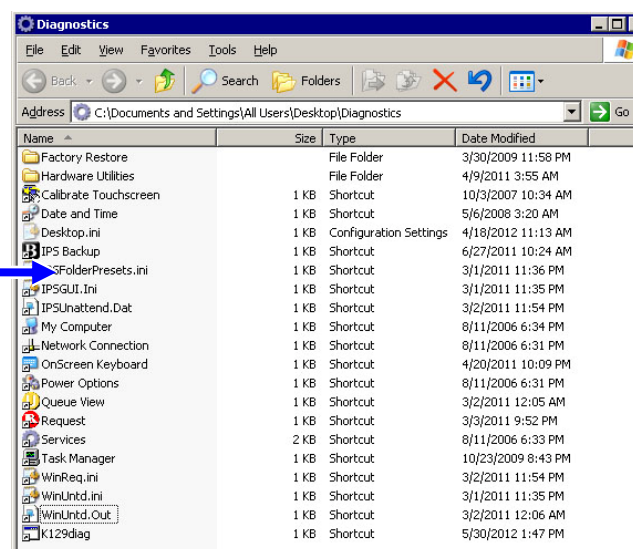 Diagnostics
File Edit View Favorites Tools Help
Back Search Folders
Address C:\Documents and Settings\All Users\Desktop\Diagnostics Go
Name Size Type Date Modified
Factory Restore File Folder 3/30/2009 11:58 PM
Hardware Utilities File Folder 4/9/2011 3:55 AM
Calibrate Touchscreen 1 KB Shortcut 10/3/2007 10:34 AM
Date and Time 1 KB Shortcut 5/6/2008 3:20 AM
Desktop.ini 1 KB Configuration Settings 4/18/2012 11:13 AM
IPS Backup 1 KB Shortcut 6/27/2011 10:24 AM
SFolderPresets.ini 1 KB Shortcut 3/1/2011 11:36 PM
IPSGUI.Ini 1 KB Shortcut 3/1/2011 11:35 PM
IPSUnattend.Dat 1 KB Shortcut 3/2/2011 11:54 PM
My Computer 1 KB Shortcut 8/11/2006 6:34 PM
Network Connection 1 KB Shortcut 8/11/2006 6:31 PM
OnScreen Keyboard 1 KB Shortcut 4/20/2011 10:09 PM
Power Options 1 KB Shortcut 8/11/2006 6:31 PM
Queue View 1 KB Shortcut 3/2/2011 12:05 AM
Request 1 KB Shortcut 3/3/2011 9:52 PM
Services 2 KB Shortcut 8/11/2006 6:33 PM
Task Manager 1 KB Shortcut 10/23/2009 8:43 PM
WinReq.ini 1 KB Shortcut 3/2/2011 11:54 PM
WinUntd.ini 1 KB Shortcut 3/1/2011 11:35 PM
WinUntd.Out 1 KB Shortcut 3/2/2011 12:06 AM
K129diag 1 KB Shortcut 5/30/2012 1:47 PM